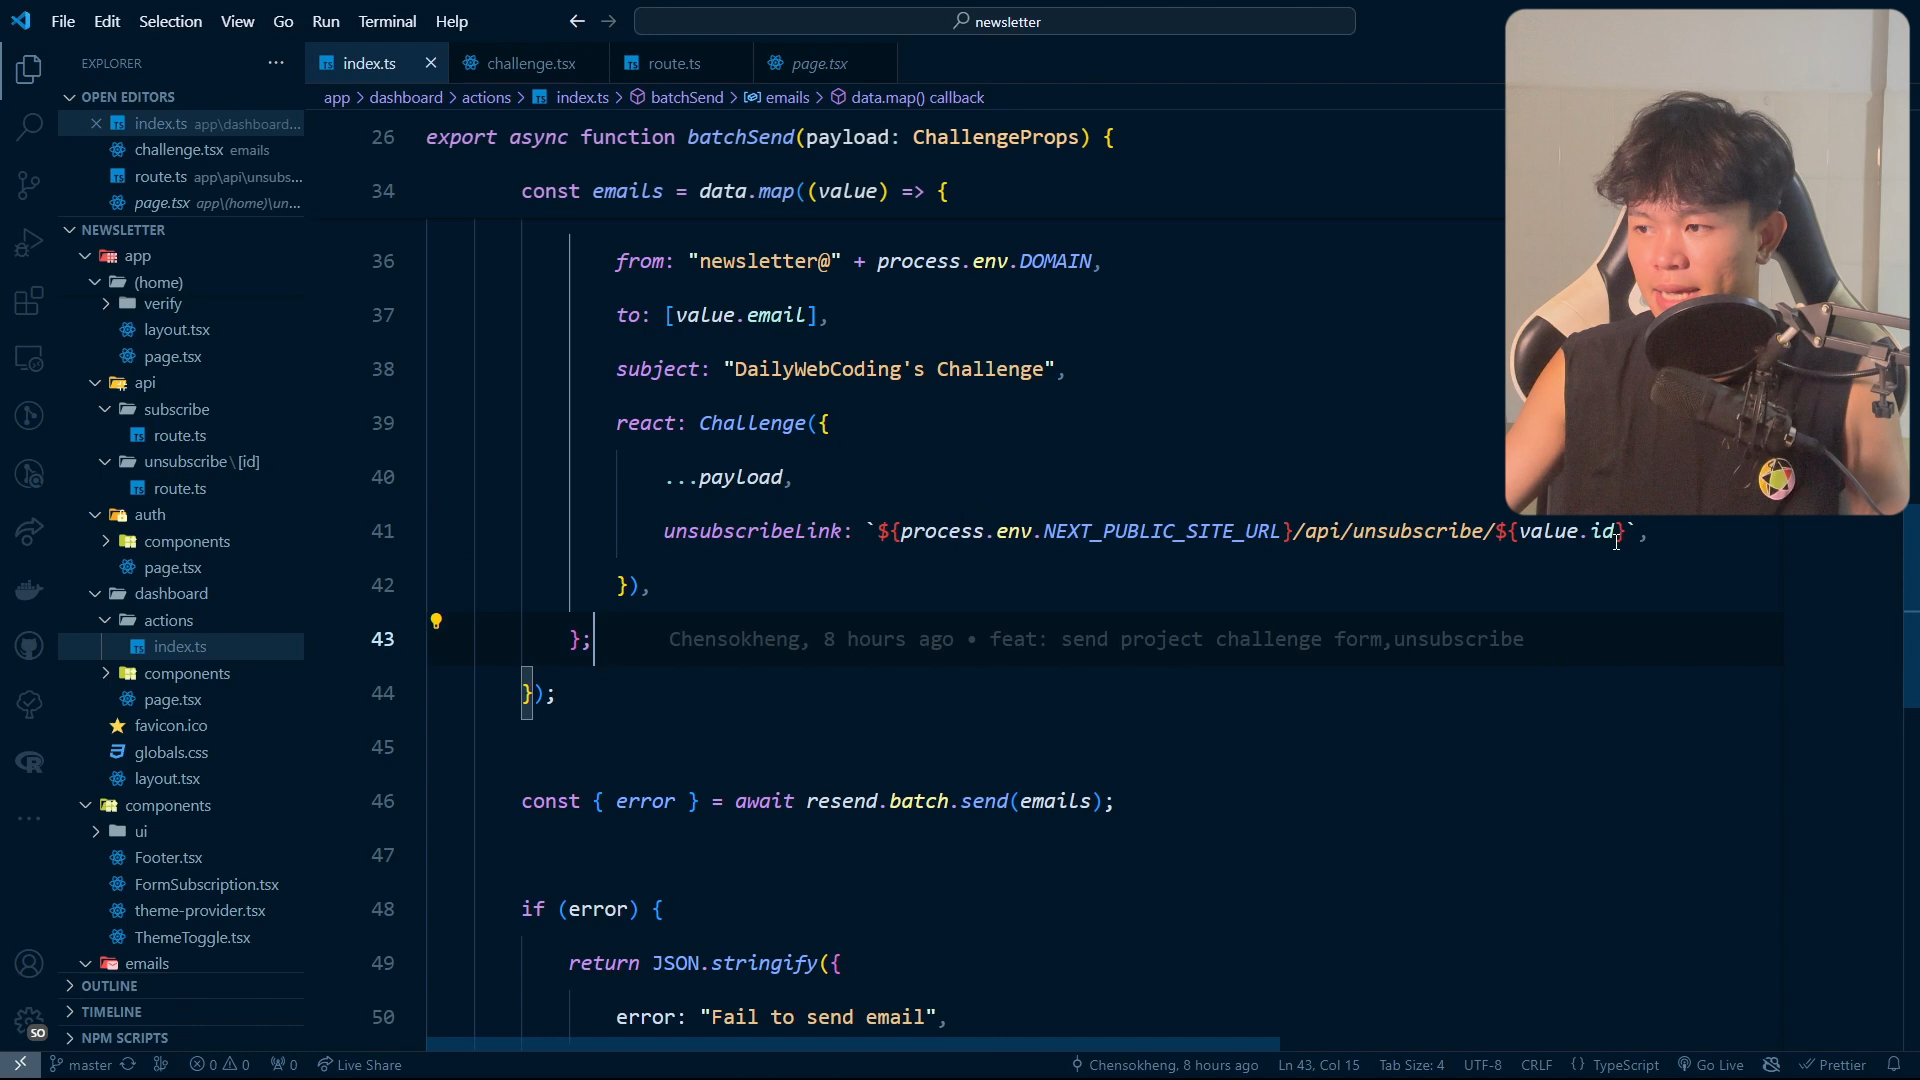 File Edit Selection View Go Run Terminal Help
newsletter
EXPLORER
index.ts
challenge.tsx
route.ts
page.tsx
OPEN EDITORS
index.ts app\dashboard...
challenge.tsx emails
route.ts app\api\unsubs...
page.tsx app\(home)\un...
NEWSLETTER
app
(home)
verify
layout.tsx
page.tsx
api
subscribe
route.ts
unsubscribe\[id]
route.ts
auth
components
page.tsx
dashboard
actions
index.ts
components
page.tsx
favicon.ico
globals.css
layout.tsx
components
ui
Footer.tsx
FormSubscription.tsx
theme-provider.tsx
ThemeToggle.tsx
emails
OUTLINE
TIMELINE
NPM SCRIPTS
app > dashboard > actions > index.ts > batchSend > emails > data.map() callback
26 export async function batchSend(payload: ChallengeProps) {
34 const emails = data.map((value) => {
36 from: "newsletter@" + process.env.DOMAIN,
37 to: [value.email],
38 subject: "DailyWebCoding's Challenge",
39 react: Challenge({
40 ...payload,
41 unsubscribeLink: `${process.env.NEXT_PUBLIC_SITE_URL}/api/unsubscribe/${value.id}`,
42 }),
43 }; Chensokheng, 8 hours ago • feat: send project challenge form,unsubscribe
44 });
45
46 const { error } = await resend.batch.send(emails);
47
48 if (error) {
49 return JSON.stringify({
50 error: "Fail to send email",
SO
master 0 0 0 Live Share Chensokheng, 8 hours ago Ln 43, Col 15 Tab Size: 4 UTF-8 CRLF {} TypeScript Go Live Prettier